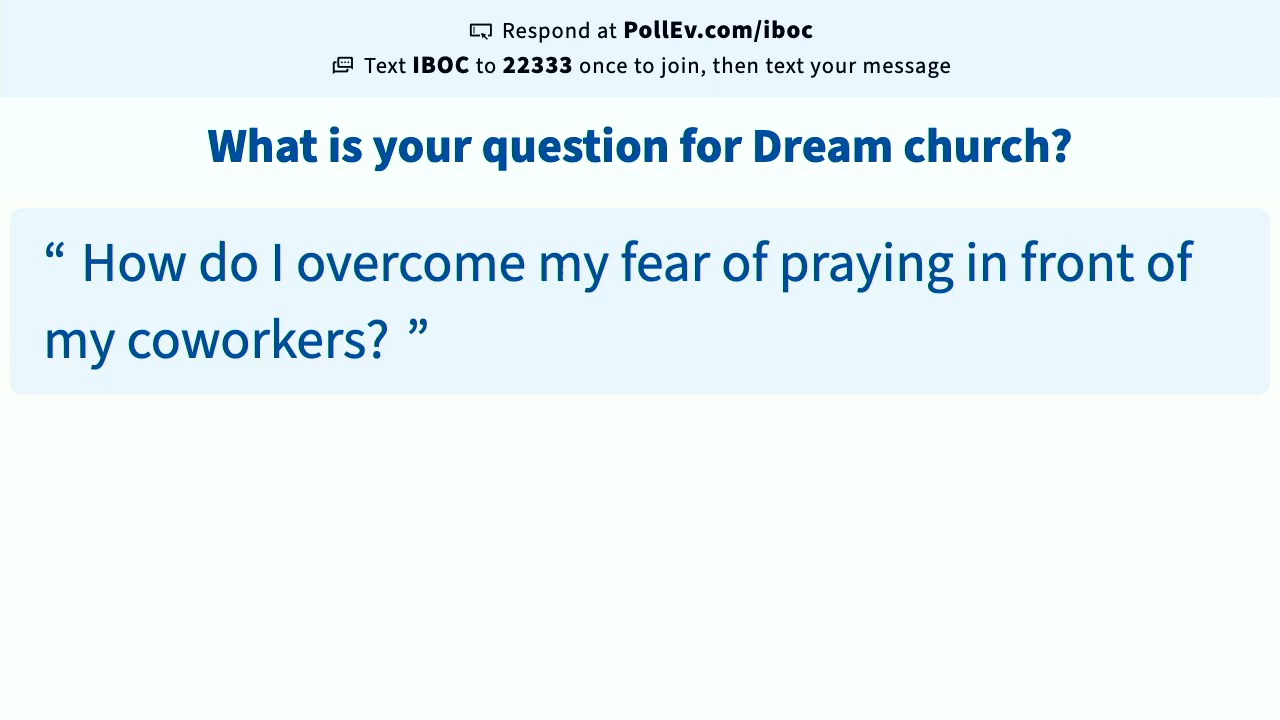 Respond at PollEv.com/iboc
Text IBOC to 22333 once to join, then text your message
What is your question for Dream church?
“ How do I overcome my fear of praying in front of
my coworkers? ”